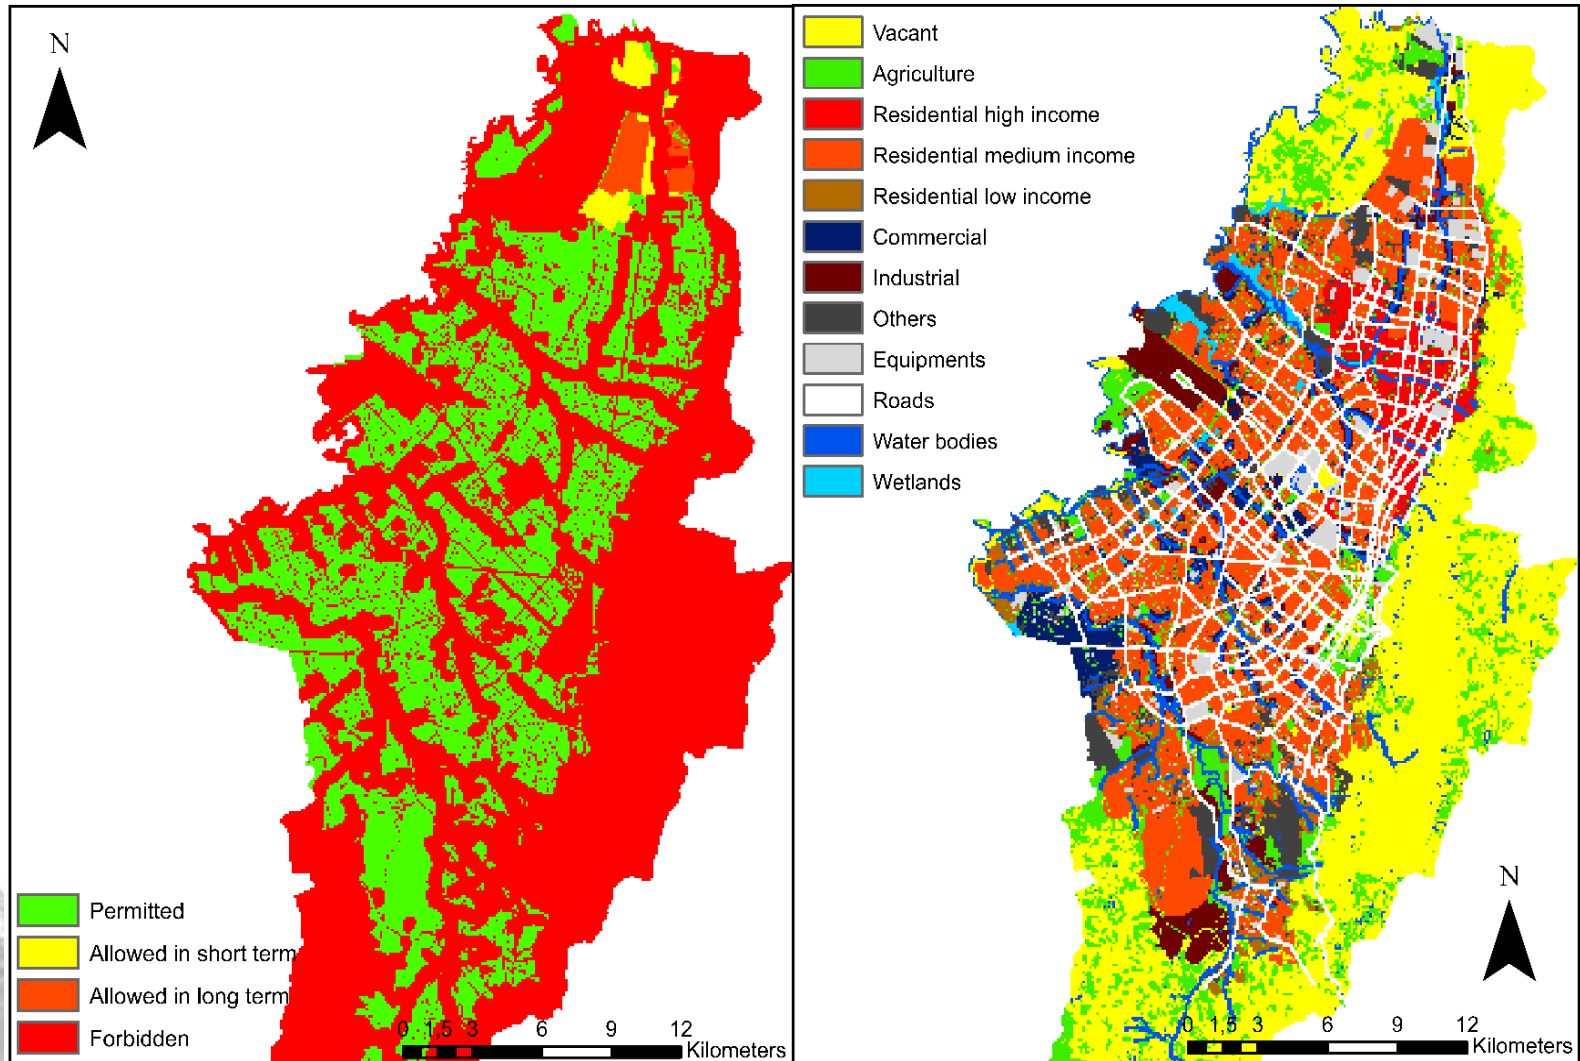 N
Permitted
Allowed in short term
Allowed in long term
Forbidden
0 1,5 3 6 9 12
Kilometers
Vacant
Agriculture
Residential high income
Residential medium income
Residential low income
Commercial
Industrial
Others
Equipments
Roads
Water bodies
Wetlands
N
0 1,5 3 6 9 12
Kilometers